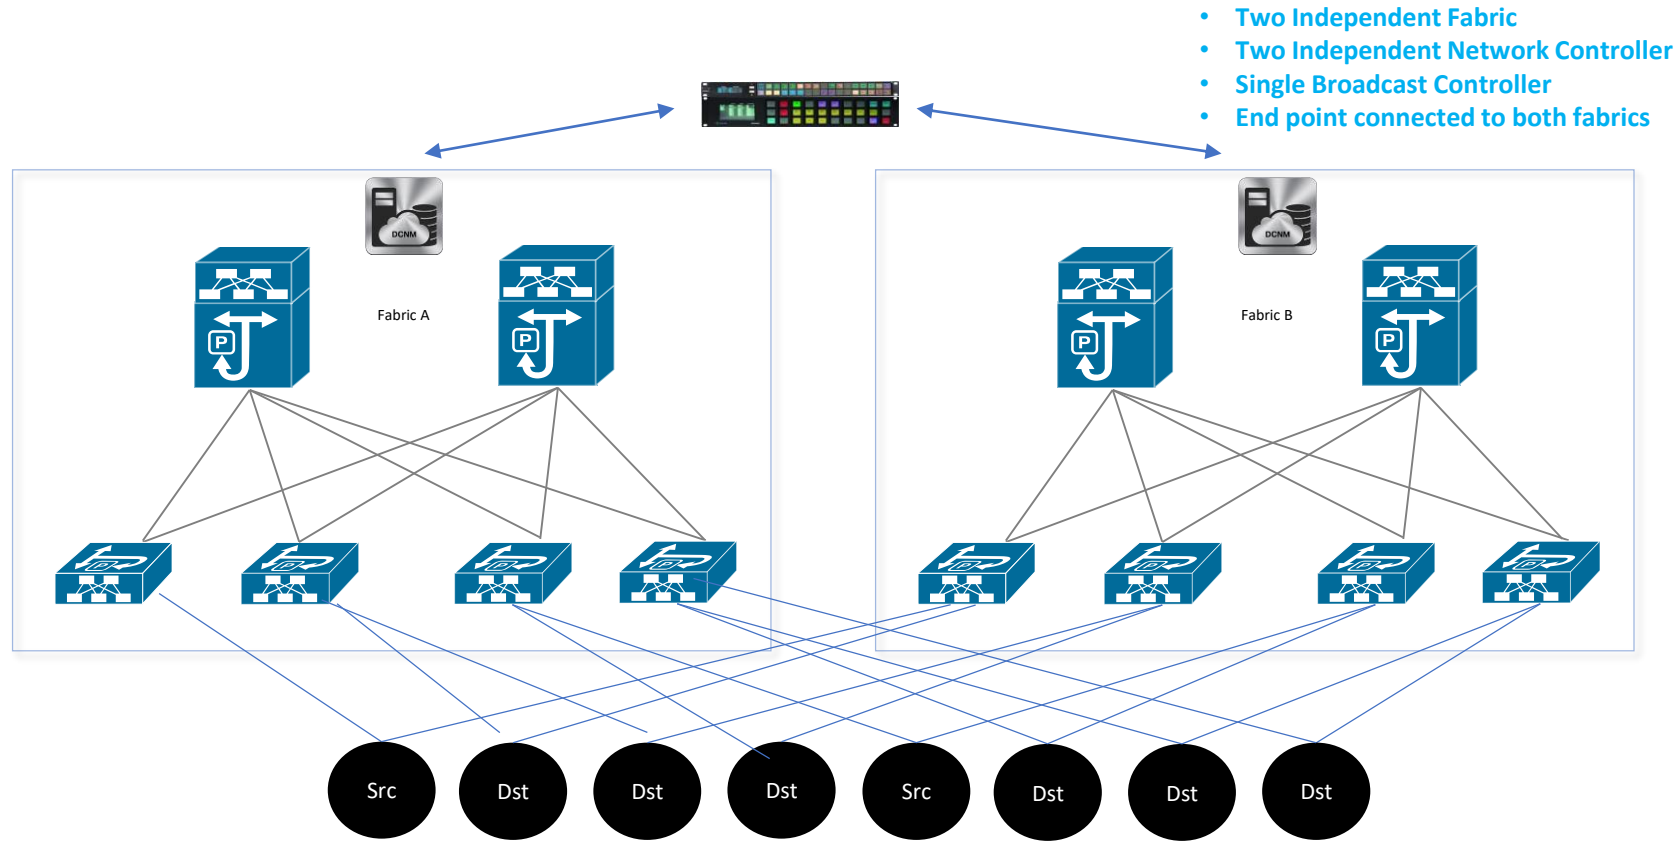 • Two Independent Fabric
• Two Independent Network Controller
• Single Broadcast Controller
• End point connected to both fabrics
DCNM
DCNM
Fabric A
Fabric B
P
P
P
P
P
P
P
P
P
P
P
P
Src
Dst
Dst
Dst
Src
Dst
Dst
Dst